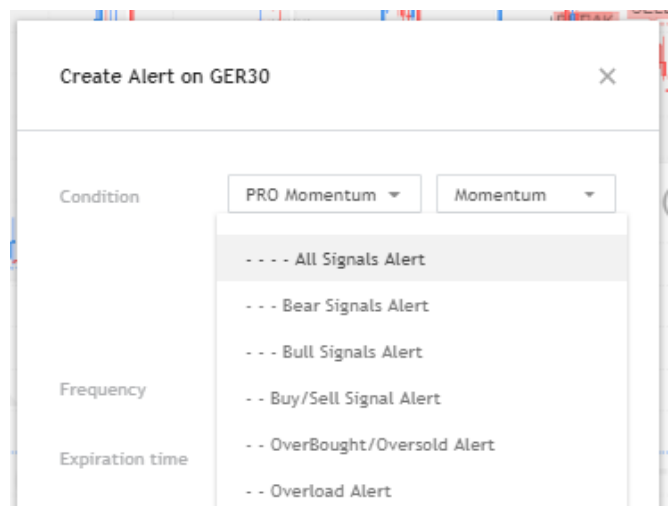 Create Alert on GER30
Condition
PRO Momentum
Momentum
- - - - All Signals Alert
- - - Bear Signals Alert
- - - Bull Signals Alert
Frequency
- - Buy/Sell Signal Alert
- - OverBought/Oversold Alert
Expiration time
- - Overload Alert